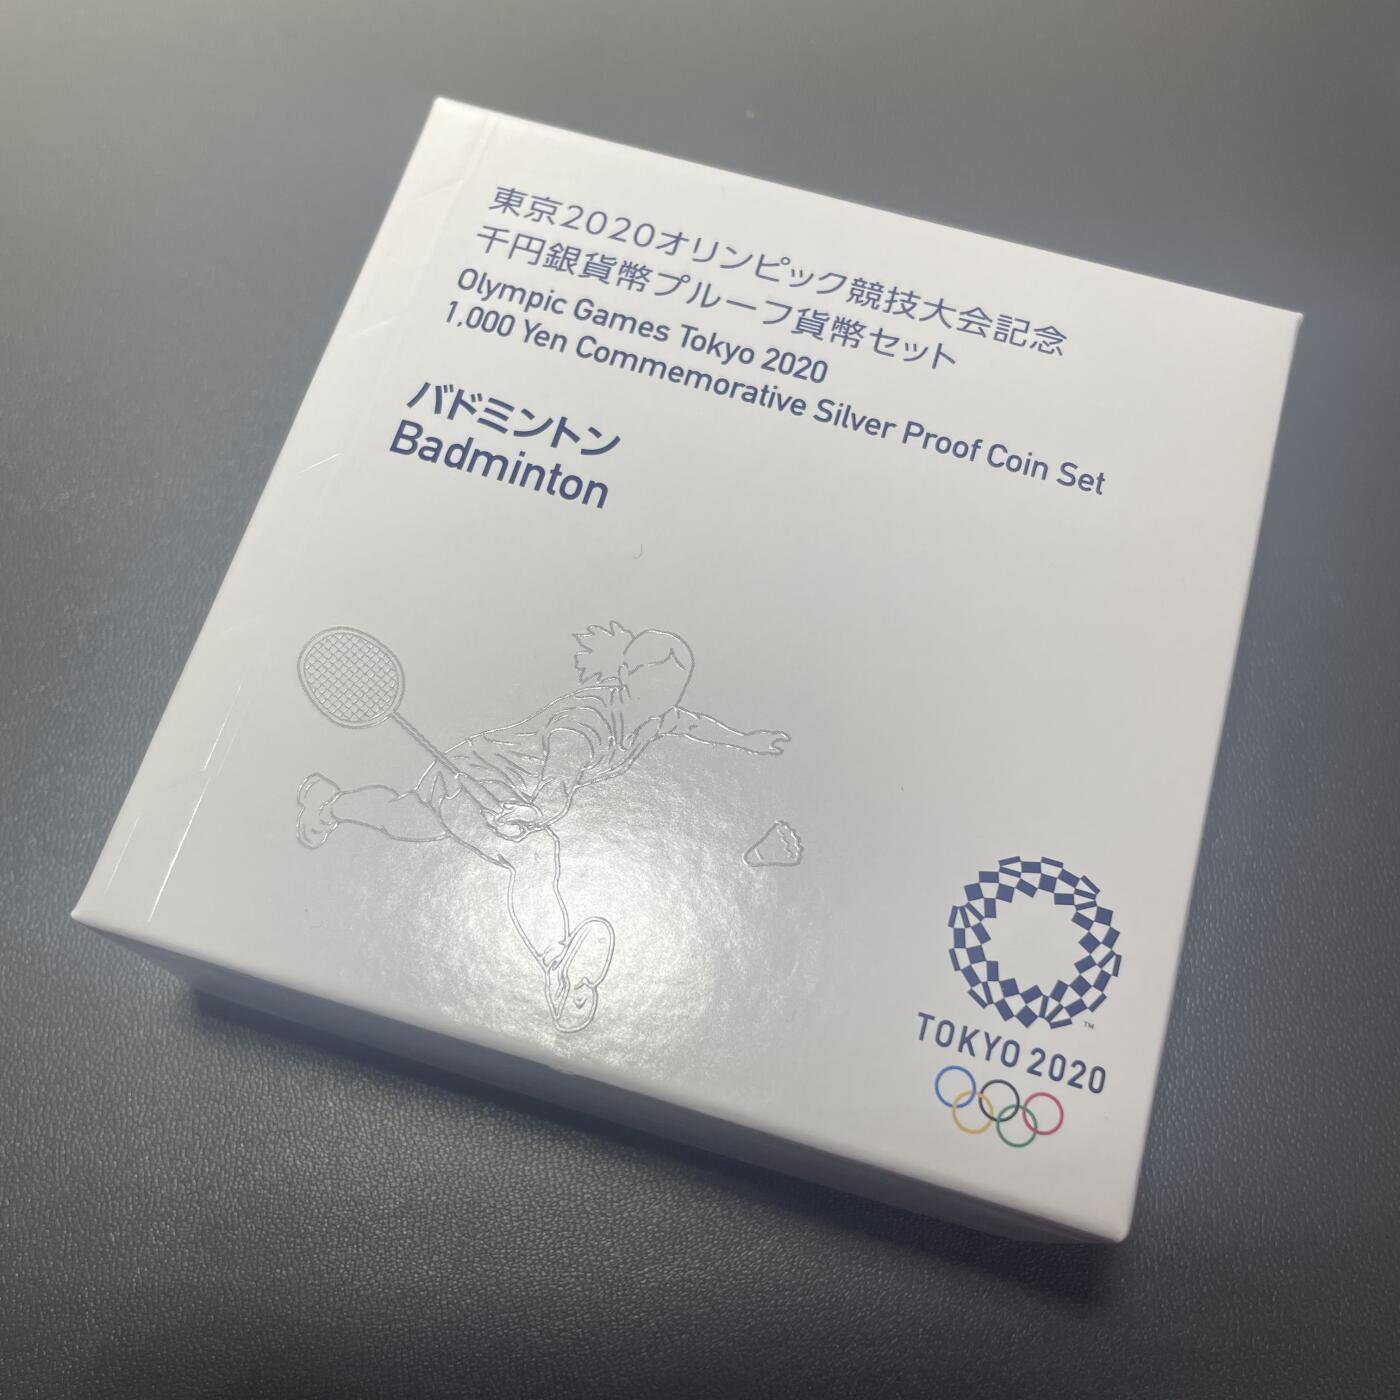 東京2020オリンピック競技大会記念
千円銀貨幣プルーフ貨幣セット
Olympic Games Tokyo 2020
1,000 Yen Commemorative Silver Proof Coin Set
バドミントン
Badminton
™
TOKYO 2020